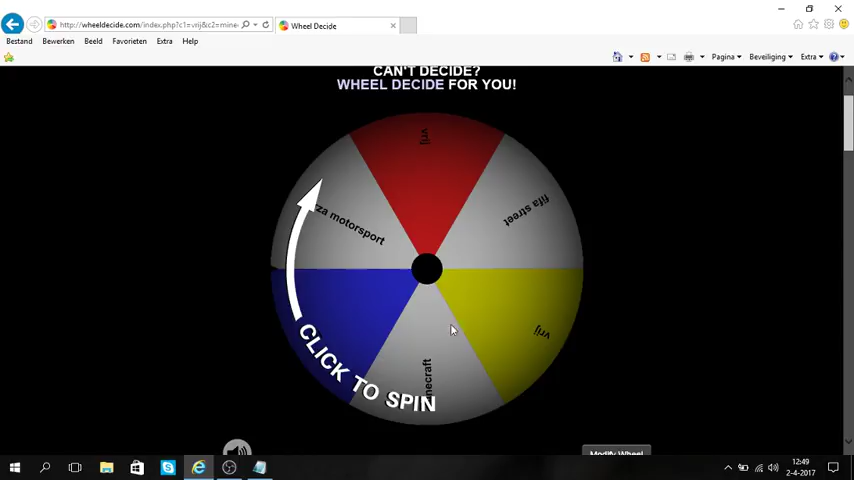 http://wheeldecide.com/index.php?c1=vrij&c2=mine
Wheel Decide
Bestand Bewerken Beeld Favorieten Extra Help
Pagina Beveiliging Extra
CAN'T DECIDE?
WHEEL DECIDE FOR YOU!
vrij
fifa street
za motorsport
vrij
necraft
CLICK TO SPIN
Modify Wheel
12:49
2-4-2017